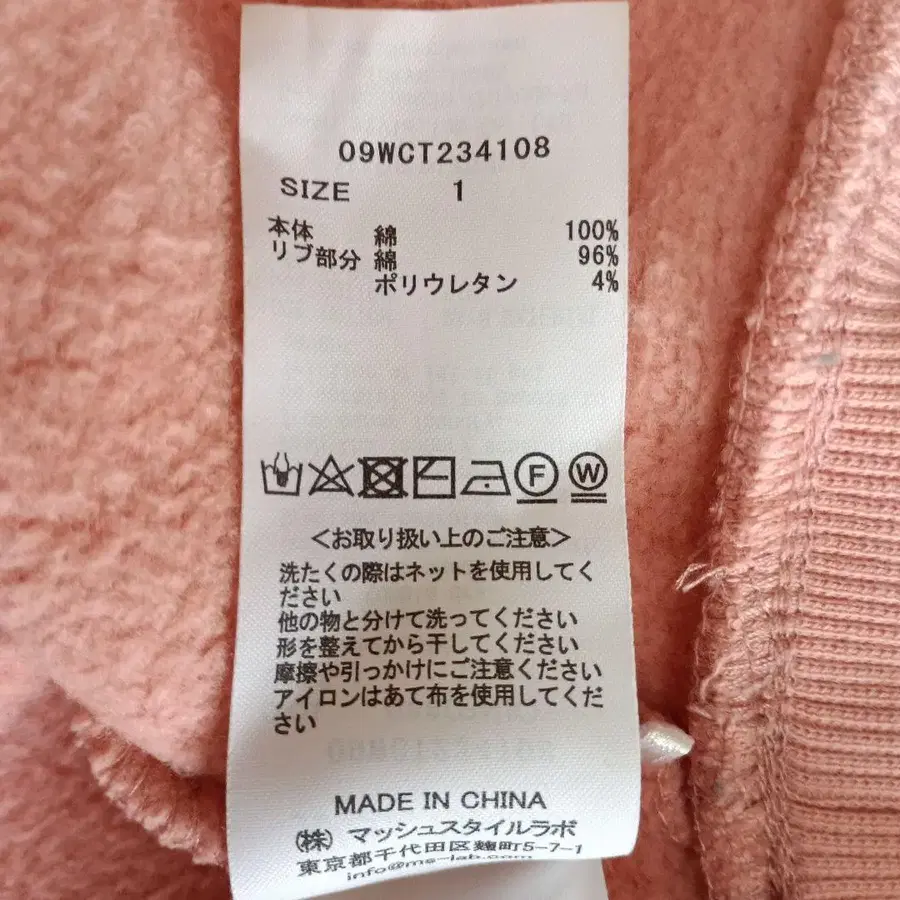 09WCT234108
SIZE 1
本体 綿 100%
リブ部分 綿 96%
ポリウレタン 4%
F W
<お取り扱い上のご注意>
洗たくの際はネットを使用してく
ださい
他の物と分けて洗ってください
形を整えてから干してください
摩擦や引っかけにご注意ください
アイロンはあて布を使用してくだ
さい
MADE IN CHINA
(株) マッシュスタイルラボ
東京都千代田区麹町5-7-1
info@ms-lab.com